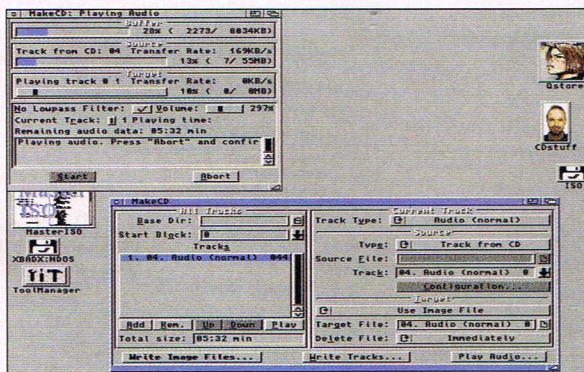 MakeCD: Playing Audio
Buffer
28% ( 2273/ 8034KB)
Source
Track from CD: 04 Transfer Rate: 169KB/s
13% ( 7/ 55MB)
Target
Playing track 0 1 Transfer Rate: 0KB/s
10% ( 0/ 0MB)
No Lowpass Filter: Volume: 297%
Current Track: 1 Playing time:
Remaining audio data: 05:32 min
Playing audio. Press "Abort" and confir
Start Abort
Qstore
CDstuff
ISO
Master
ISO
MasterISO
XBADX:NDOS
TiT
ToolManager
MakeCD
All Tracks
Base Dir:
Start Block: 0
Tracks
1. 04. Audio (normal) 044
Add Rem. Up Down Play
Total size: 05:32 min
Current Track
Track Type: Audio (normal)
Source
Type: Track from CD
Source File:
Track: 04. Audio (normal) 0
Configuration...
Target
Use Image File
Target File: 04. Audio (normal) 0
Delete File: Immediately
Write Image Files... Write Tracks... Play Audio...